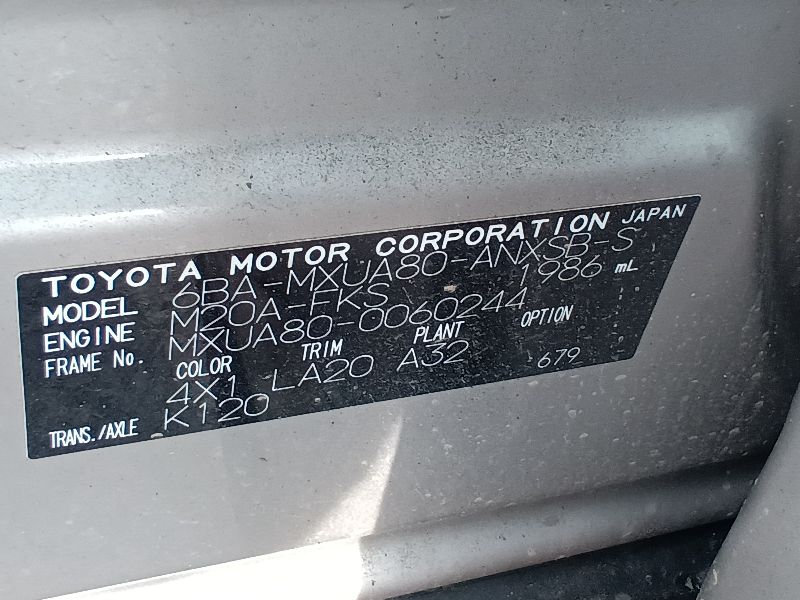 TOYOTA MOTOR CORPORATION JAPAN
MODEL 6BA-MXUA80-ANXSB-S
ENGINE M20A-FKS 1986 mL
FRAME No. MXUA80-0060244
COLOR TRIM PLANT OPTION
4X1 LA20 A32 679
TRANS./AXLE K120